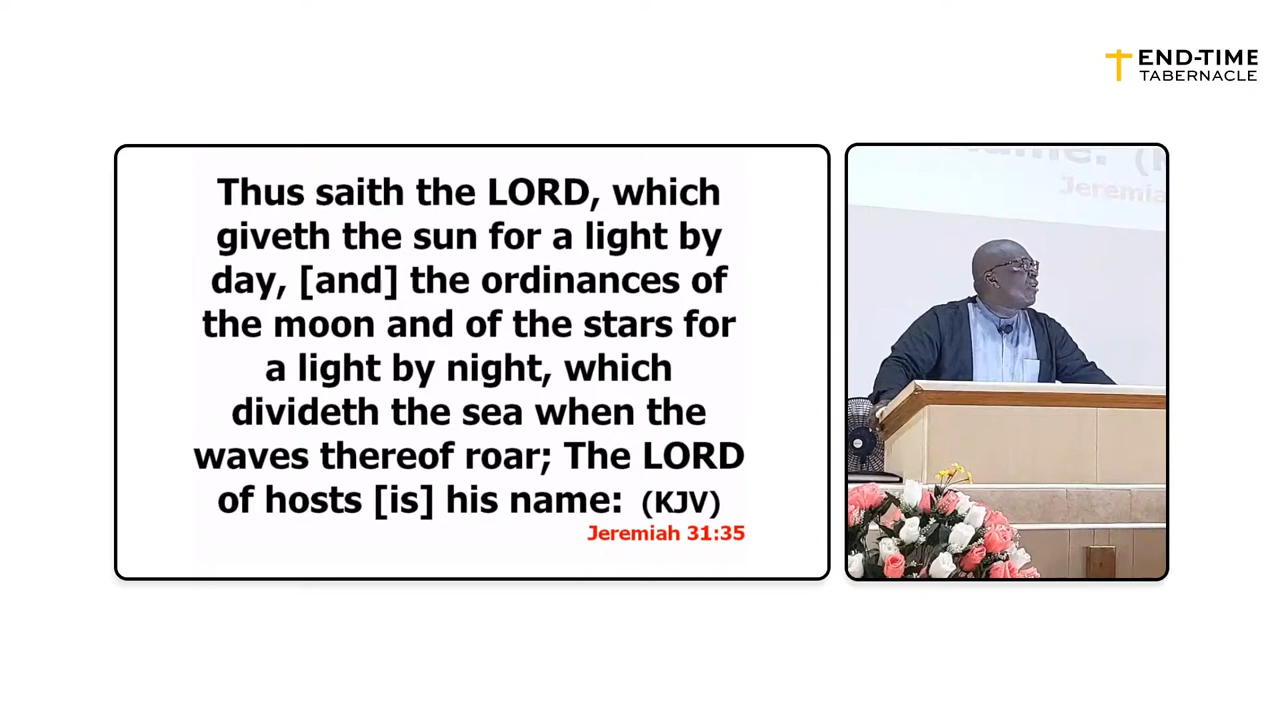 END-TIME
TABERNACLE
Thus saith the LORD, which
giveth the sun for a light by
day, [and] the ordinances of
the moon and of the stars for
a light by night, which
divideth the sea when the
waves thereof roar; The LORD
of hosts [is] his name: (KJV)
Jeremiah 31:35
Jeremia